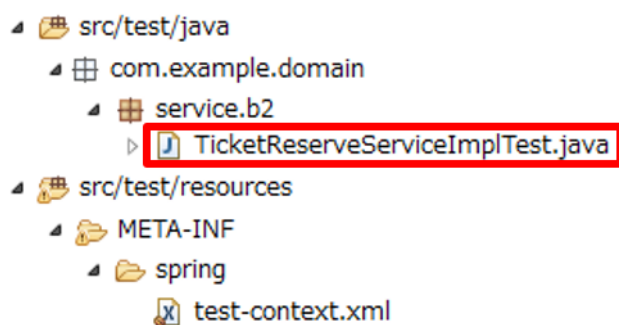 src/test/java
com.example.domain
service.b2
TicketReserveServiceImplTest.java
src/test/resources
META-INF
spring
test-context.xml